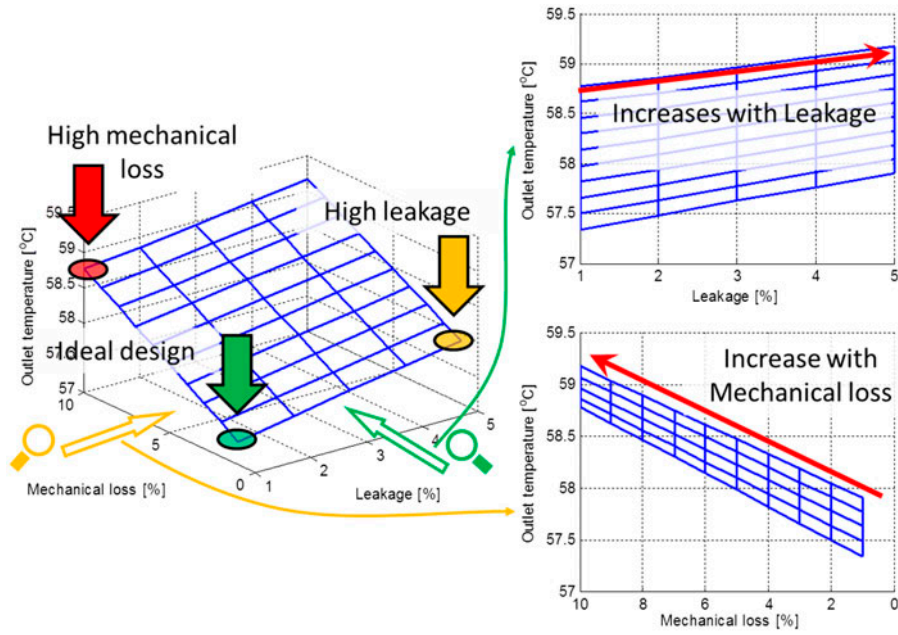 High mechanical
loss
High leakage
Ideal design
Outlet temperature [°C]
59.5
59
58.5
58
57.5
57
10
5
0
Mechanical loss [%]
1
2
3
4
5
Leakage [%]
59.5
59
58.5
58
57.5
57
Outlet temperature [°C]
Increases with Leakage
1
2
3
4
5
Leakage [%]
59.5
59
58.5
58
57.5
57
Outlet temperature [°C]
Increase with
Mechanical loss
10
8
6
4
2
0
Mechanical loss [%]